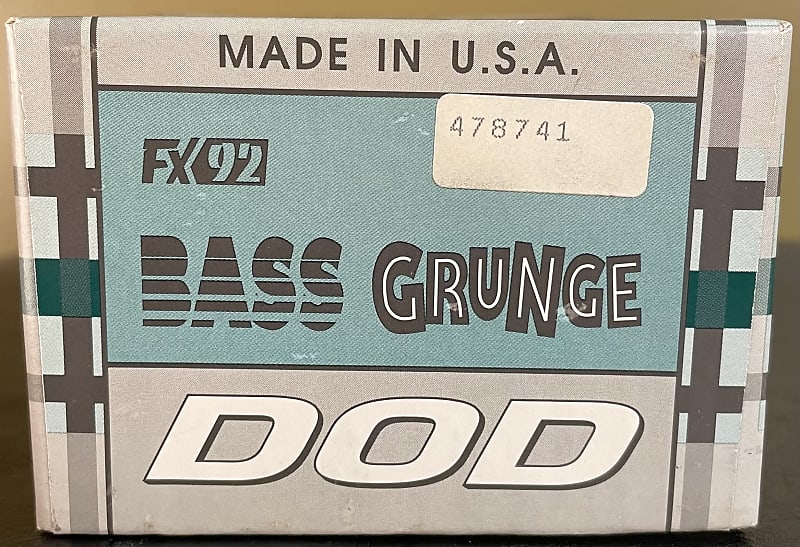 MADE IN U.S.A.
478741
FX92
BASS GRUNGE
DOD